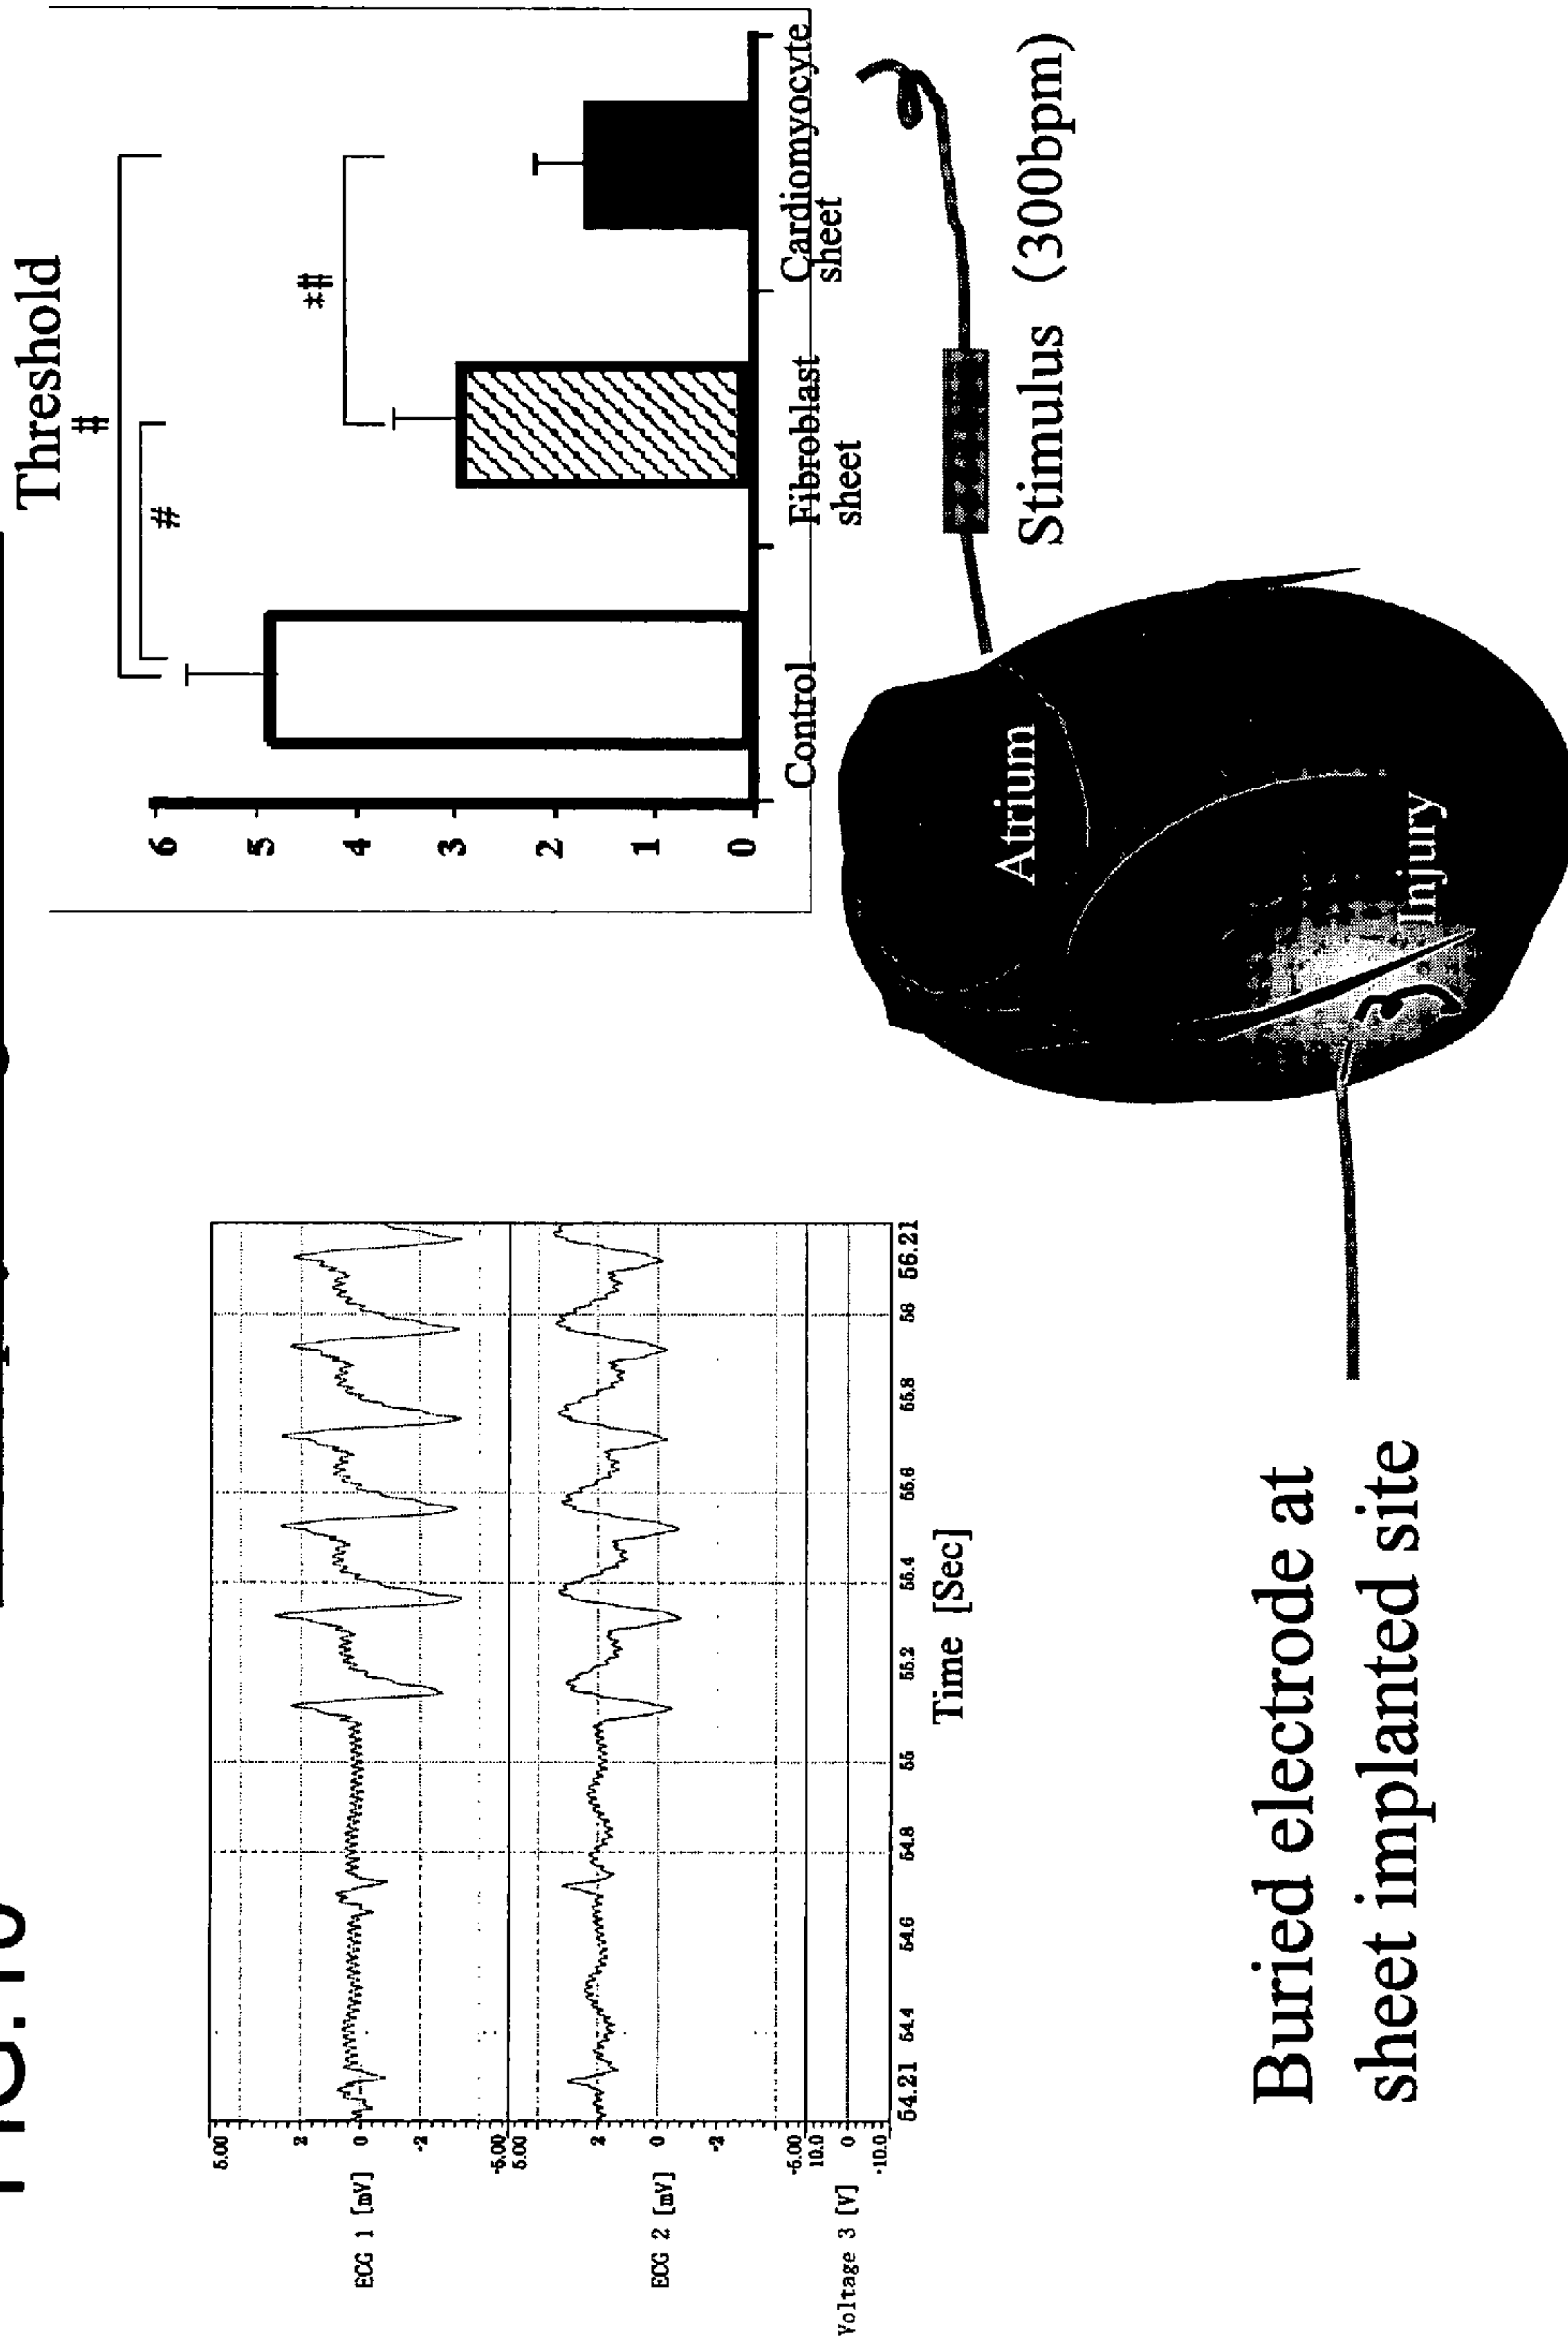 Threshold
#
#
*#
6
5
4
3
2
1
0
Control
Fibroblast
sheet
Cardiomyocyte
sheet
5.00
2
0
-2
-5.00
ECG 1 [mV]
5.00
2
0
-2
-5.00
ECG 2 [mV]
10.0
0
-10.0
Voltage 3 [V]
54.21 54.4 54.6 54.8 55 55.2 55.4 55.6 55.8 56 56.21
Time [Sec]
Atrium
Injury
Stimulus (300bpm)
Buried electrode at
sheet implanted site